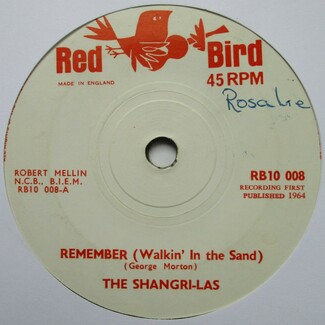 Red Bird
MADE IN ENGLAND
45 RPM
Rosalie
ROBERT MELLIN
N.C.B., B.I.E.M.
RB10 008-A
RB10 008
RECORDING FIRST
PUBLISHED 1964
REMEMBER (Walkin' In the Sand)
(George Morton)
THE SHANGRI-LAS